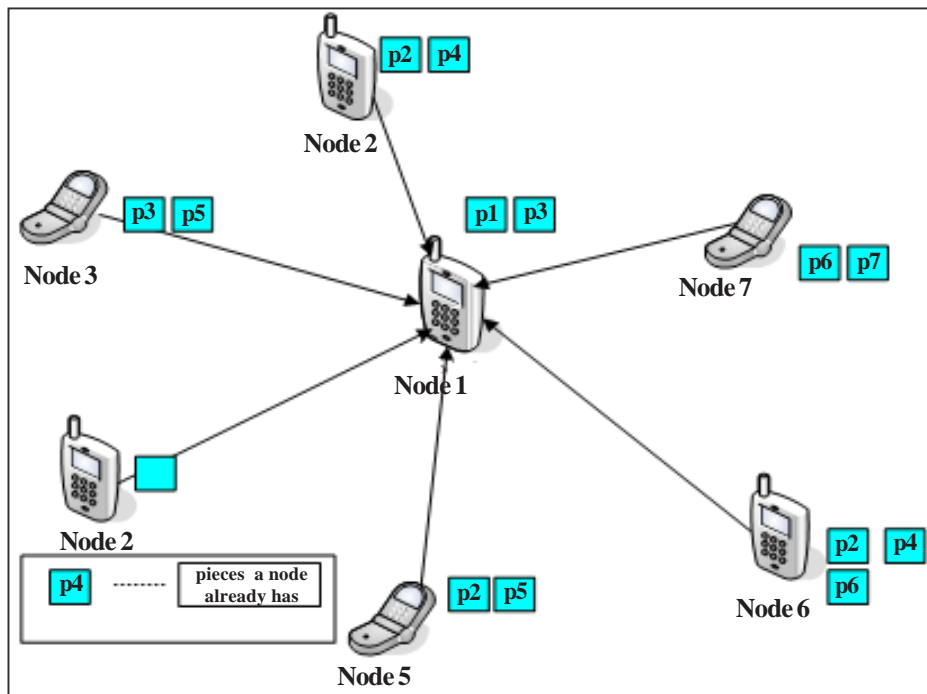 p2 p4
Node 2
p1 p3
p3 p5
Node 3
p6 p7
Node 7
Node 1
Node 2
p2 p4
p6
Node 6
p4 pieces a node
already has
p2 p5
Node 5